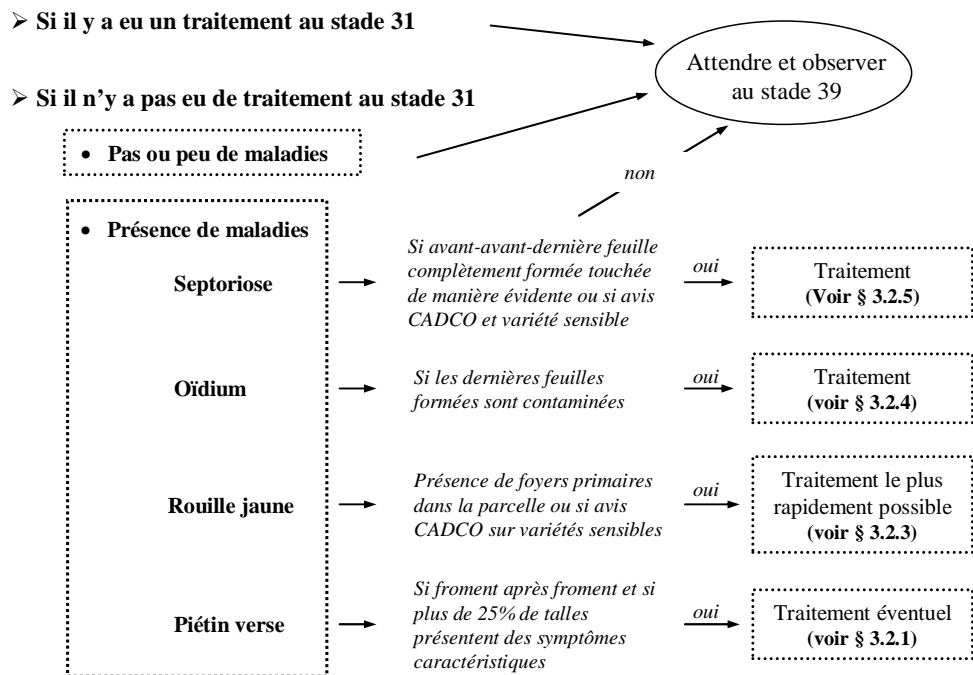 ➢ Si il y a eu un traitement au stade 31
Attendre et observer
au stade 39
➢ Si il n’y a pas eu de traitement au stade 31
• Pas ou peu de maladies
non
• Présence de maladies
Septoriose
Si avant-avant-dernière feuille
complètement formée touchée
de manière évidente ou si avis
CADCO et variété sensible
oui
Traitement
(Voir § 3.2.5)
Oïdium
Si les dernières feuilles
formées sont contaminées
oui
Traitement
(voir § 3.2.4)
Rouille jaune
Présence de foyers primaires
dans la parcelle ou si avis
CADCO sur variétés sensibles
oui
Traitement le plus
rapidement possible
(voir § 3.2.3)
Piétin verse
Si froment après froment et si
plus de 25% de talles
présentent des symptômes
caractéristiques
oui
Traitement éventuel
(voir § 3.2.1)